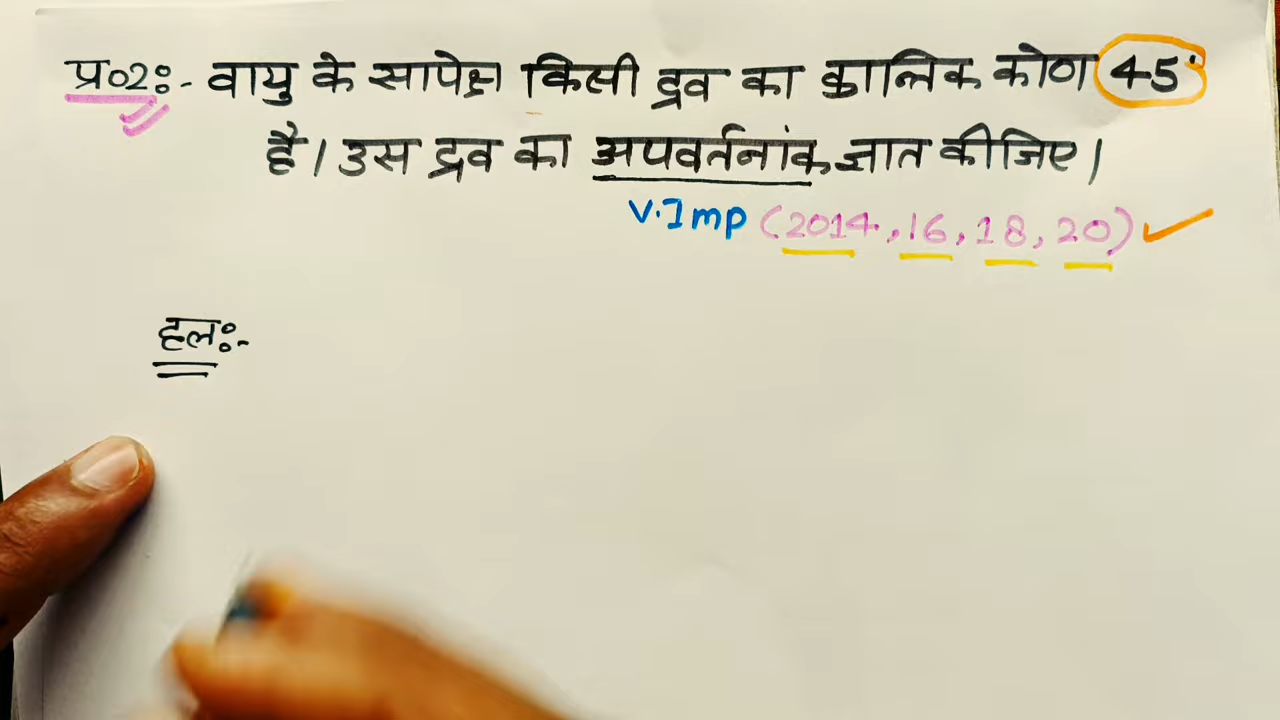 प्र०2ः- वायु के सापेक्ष किसी द्रव का क्रान्तिक कोण 45°
है। उस द्रव का अपवर्तनांक ज्ञात कीजिए।
V.Imp (2014, 16, 18, 20) ✓
हलः-